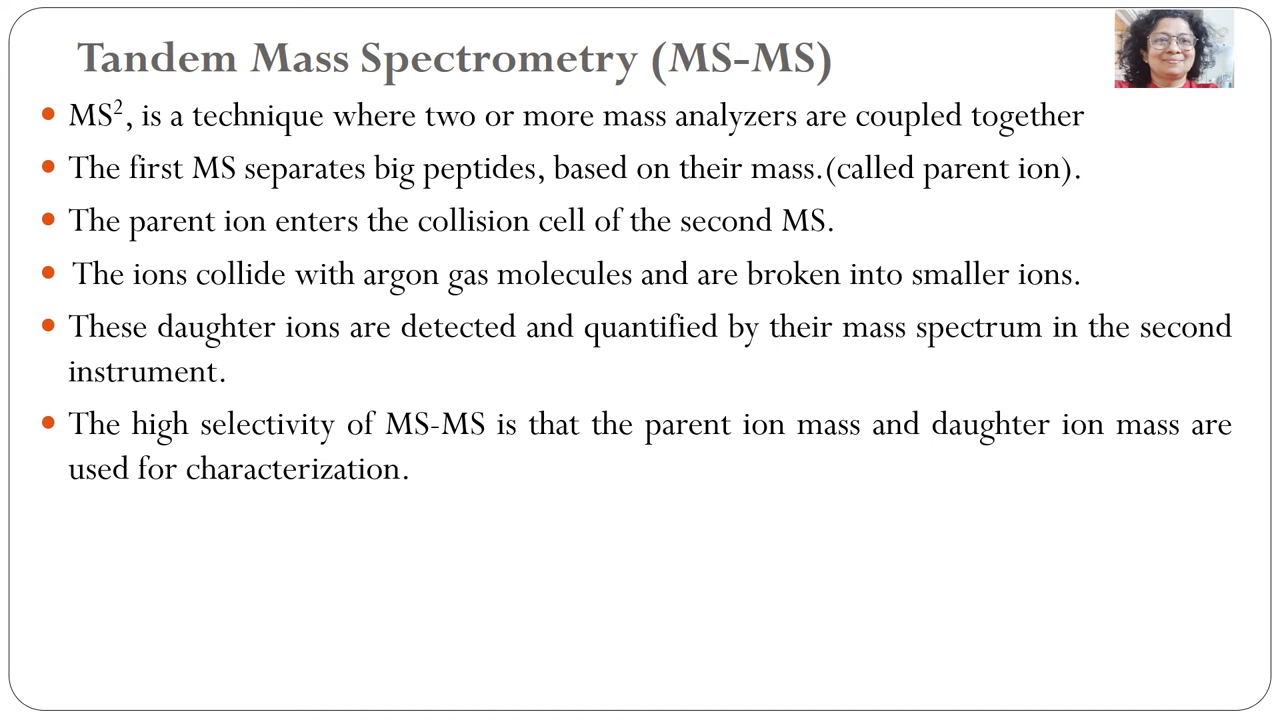 Tandem Mass Spectrometry (MS-MS)
• MS², is a technique where two or more mass analyzers are coupled together
• The first MS separates big peptides, based on their mass.(called parent ion).
• The parent ion enters the collision cell of the second MS.
• The ions collide with argon gas molecules and are broken into smaller ions.
• These daughter ions are detected and quantified by their mass spectrum in the second
instrument.
• The high selectivity of MS-MS is that the parent ion mass and daughter ion mass are
used for characterization.